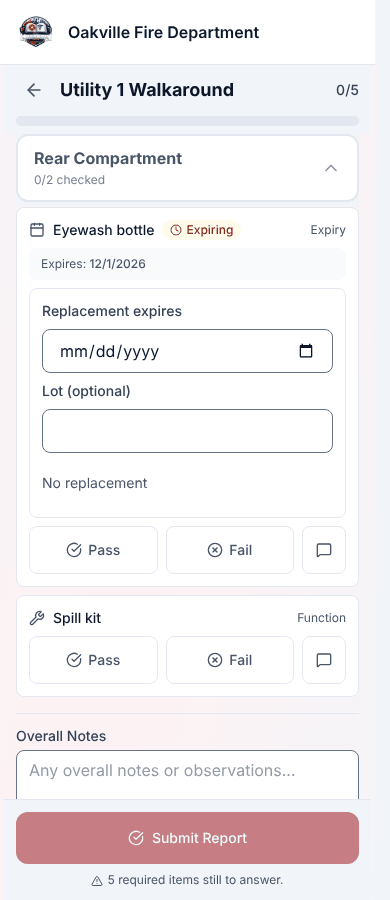 Oakville Fire Department
Utility 1 Walkaround
0/5
Rear Compartment
0/2 checked
Eyewash bottle
Expiring
Expiry
Expires: 12/1/2026
Replacement expires
mm/dd/yyyy
Lot (optional)
No replacement
Pass
Fail
Spill kit
Function
Pass
Fail
Overall Notes
Any overall notes or observations...
Submit Report
5 required items still to answer.